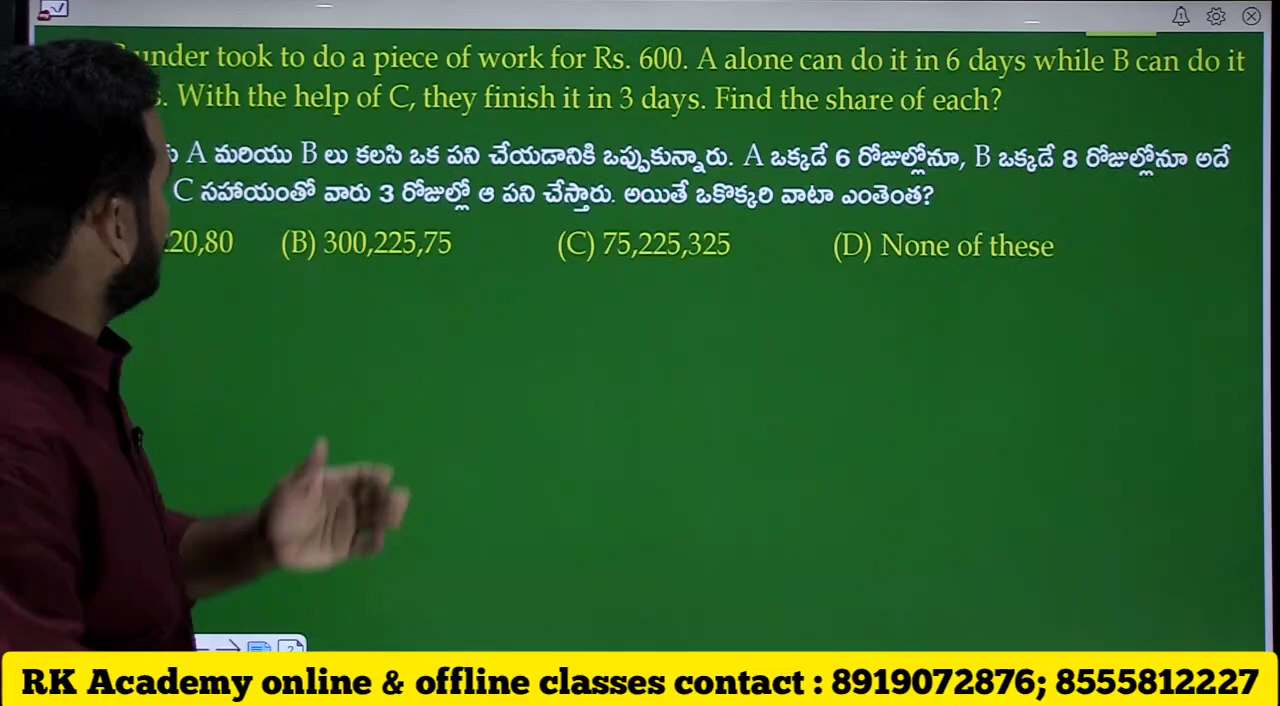 under took to do a piece of work for Rs. 600. A alone can do it in 6 days while B can do it
With the help of C, they finish it in 3 days. Find the share of each?
A మరియు B లు కలసి ఒక పని చేయడానికి ఒప్పుకున్నారు. A ఒక్కడే 6 రోజుల్లోనూ, B ఒక్కడే 8 రోజుల్లోనూ అదే
C సహాయంతో వారు 3 రోజుల్లో ఆ పని చేస్తారు. అయితే ఒకొక్కరి వాటా ఎంతెంత?
20,80 (B) 300,225,75 (C) 75,225,325 (D) None of these
RK Academy online & offline classes contact : 8919072876; 8555812227